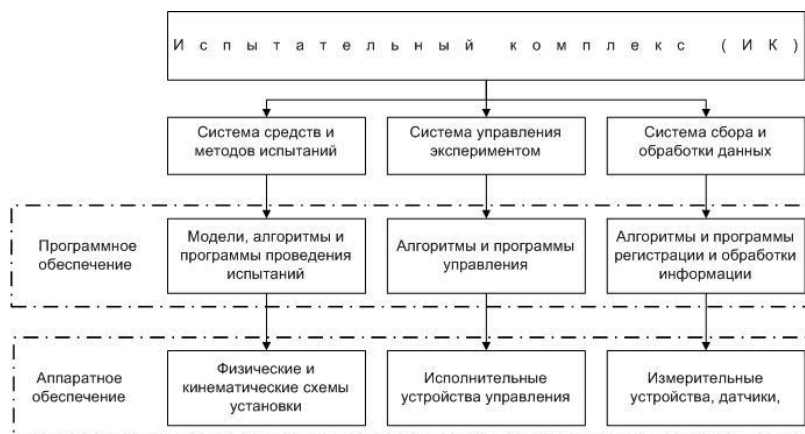 Испытательный комплекс (ИК)
Система средств и
методов испытаний
Система управления
экспериментом
Система сбора и
обработки данных
Программное
обеспечение
Модели, алгоритмы и
программы проведения
испытаний
Алгоритмы и программы
управления
Алгоритмы и программы
регистрации и обработки
информации
Аппаратное
обеспечение
Физические и
кинематические схемы
установки
Исполнительные
устройства управления
Измерительные
устройства, датчики,